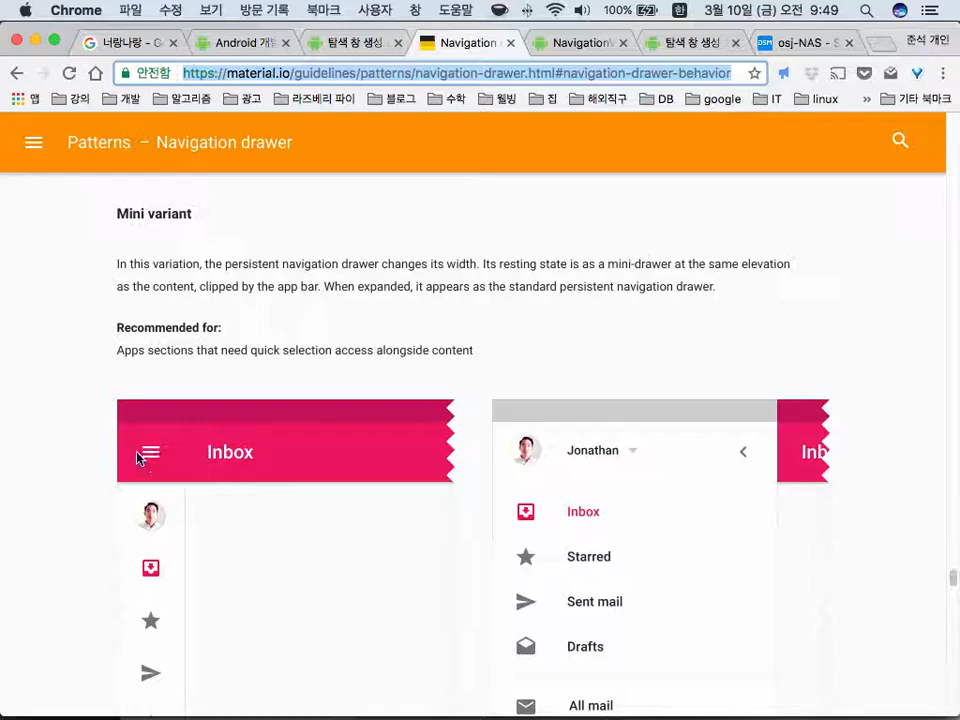 Chrome 파일 수정 보기 방문 기록 북마크 사용자 창 도움말 100% 한 3월 10일 (금) 오전 9:49
너랑나랑 - G Android 개발 탐색 창 생성 Navigation NavigationV 탐색 창 생성 - S osj-NAS - S 준석 개인
안전함 https://material.io/guidelines/patterns/navigation-drawer.html#navigation-drawer-behavior
앱 강의 개발 알고리즘 광고 라즈베리 파이 블로그 수학 웰빙 집 해외직구 DB google IT linux » 기타 북마크
Patterns – Navigation drawer
Mini variant
In this variation, the persistent navigation drawer changes its width. Its resting state is as a mini-drawer at the same elevation
as the content, clipped by the app bar. When expanded, it appears as the standard persistent navigation drawer.
Recommended for:
Apps sections that need quick selection access alongside content
Inbox
Jonathan
Inb
Inbox
Starred
Sent mail
Drafts
All mail